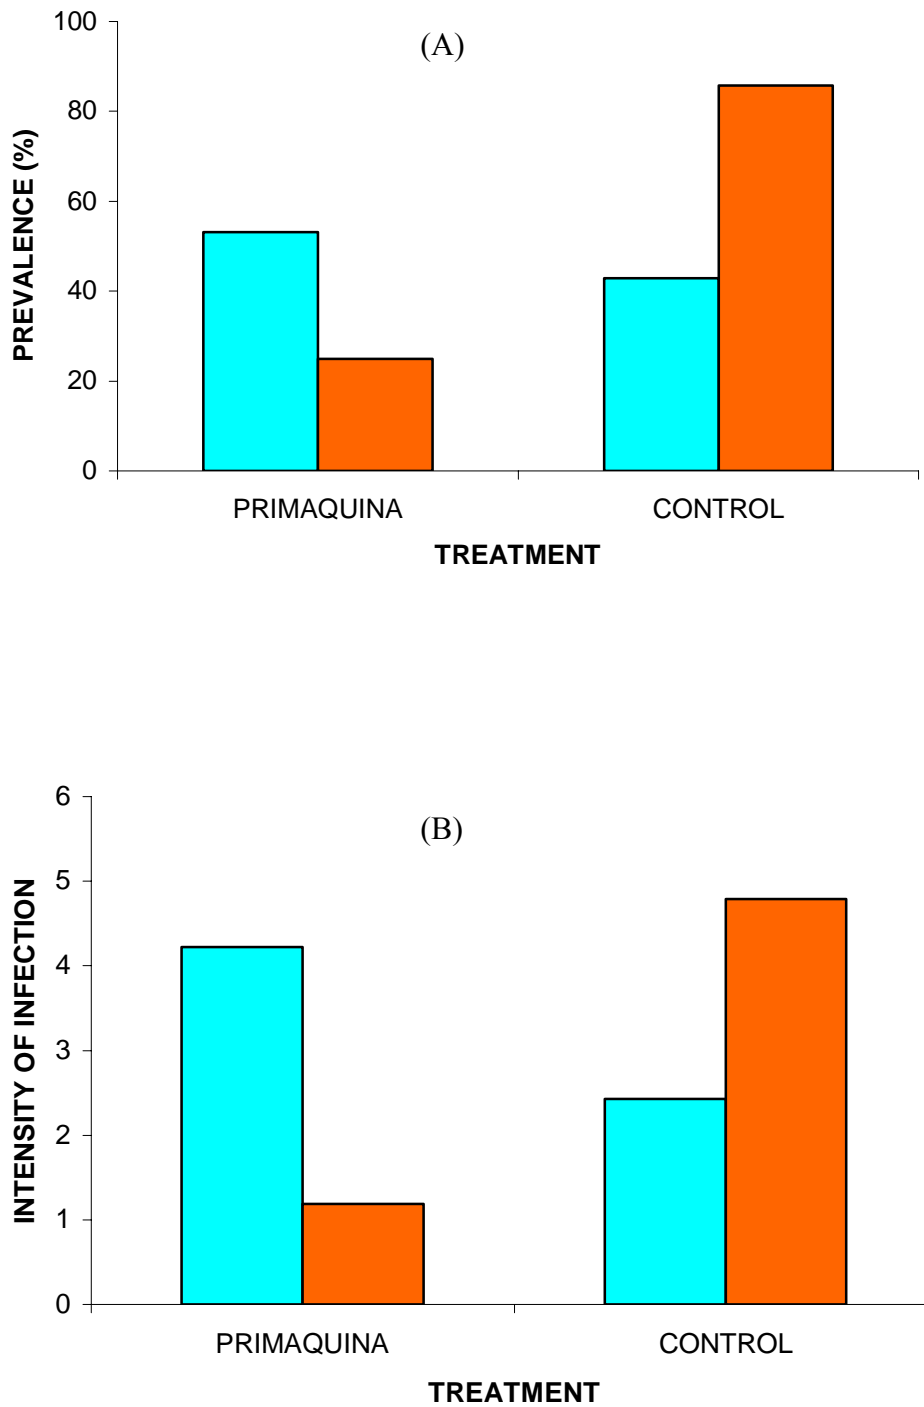 (A)
PREVALENCE (%)
100
80
60
40
20
0
PRIMAQUINA CONTROL
TREATMENT
(B)
INTENSITY OF INFECTION
6
5
4
3
2
1
0
PRIMAQUINA CONTROL
TREATMENT